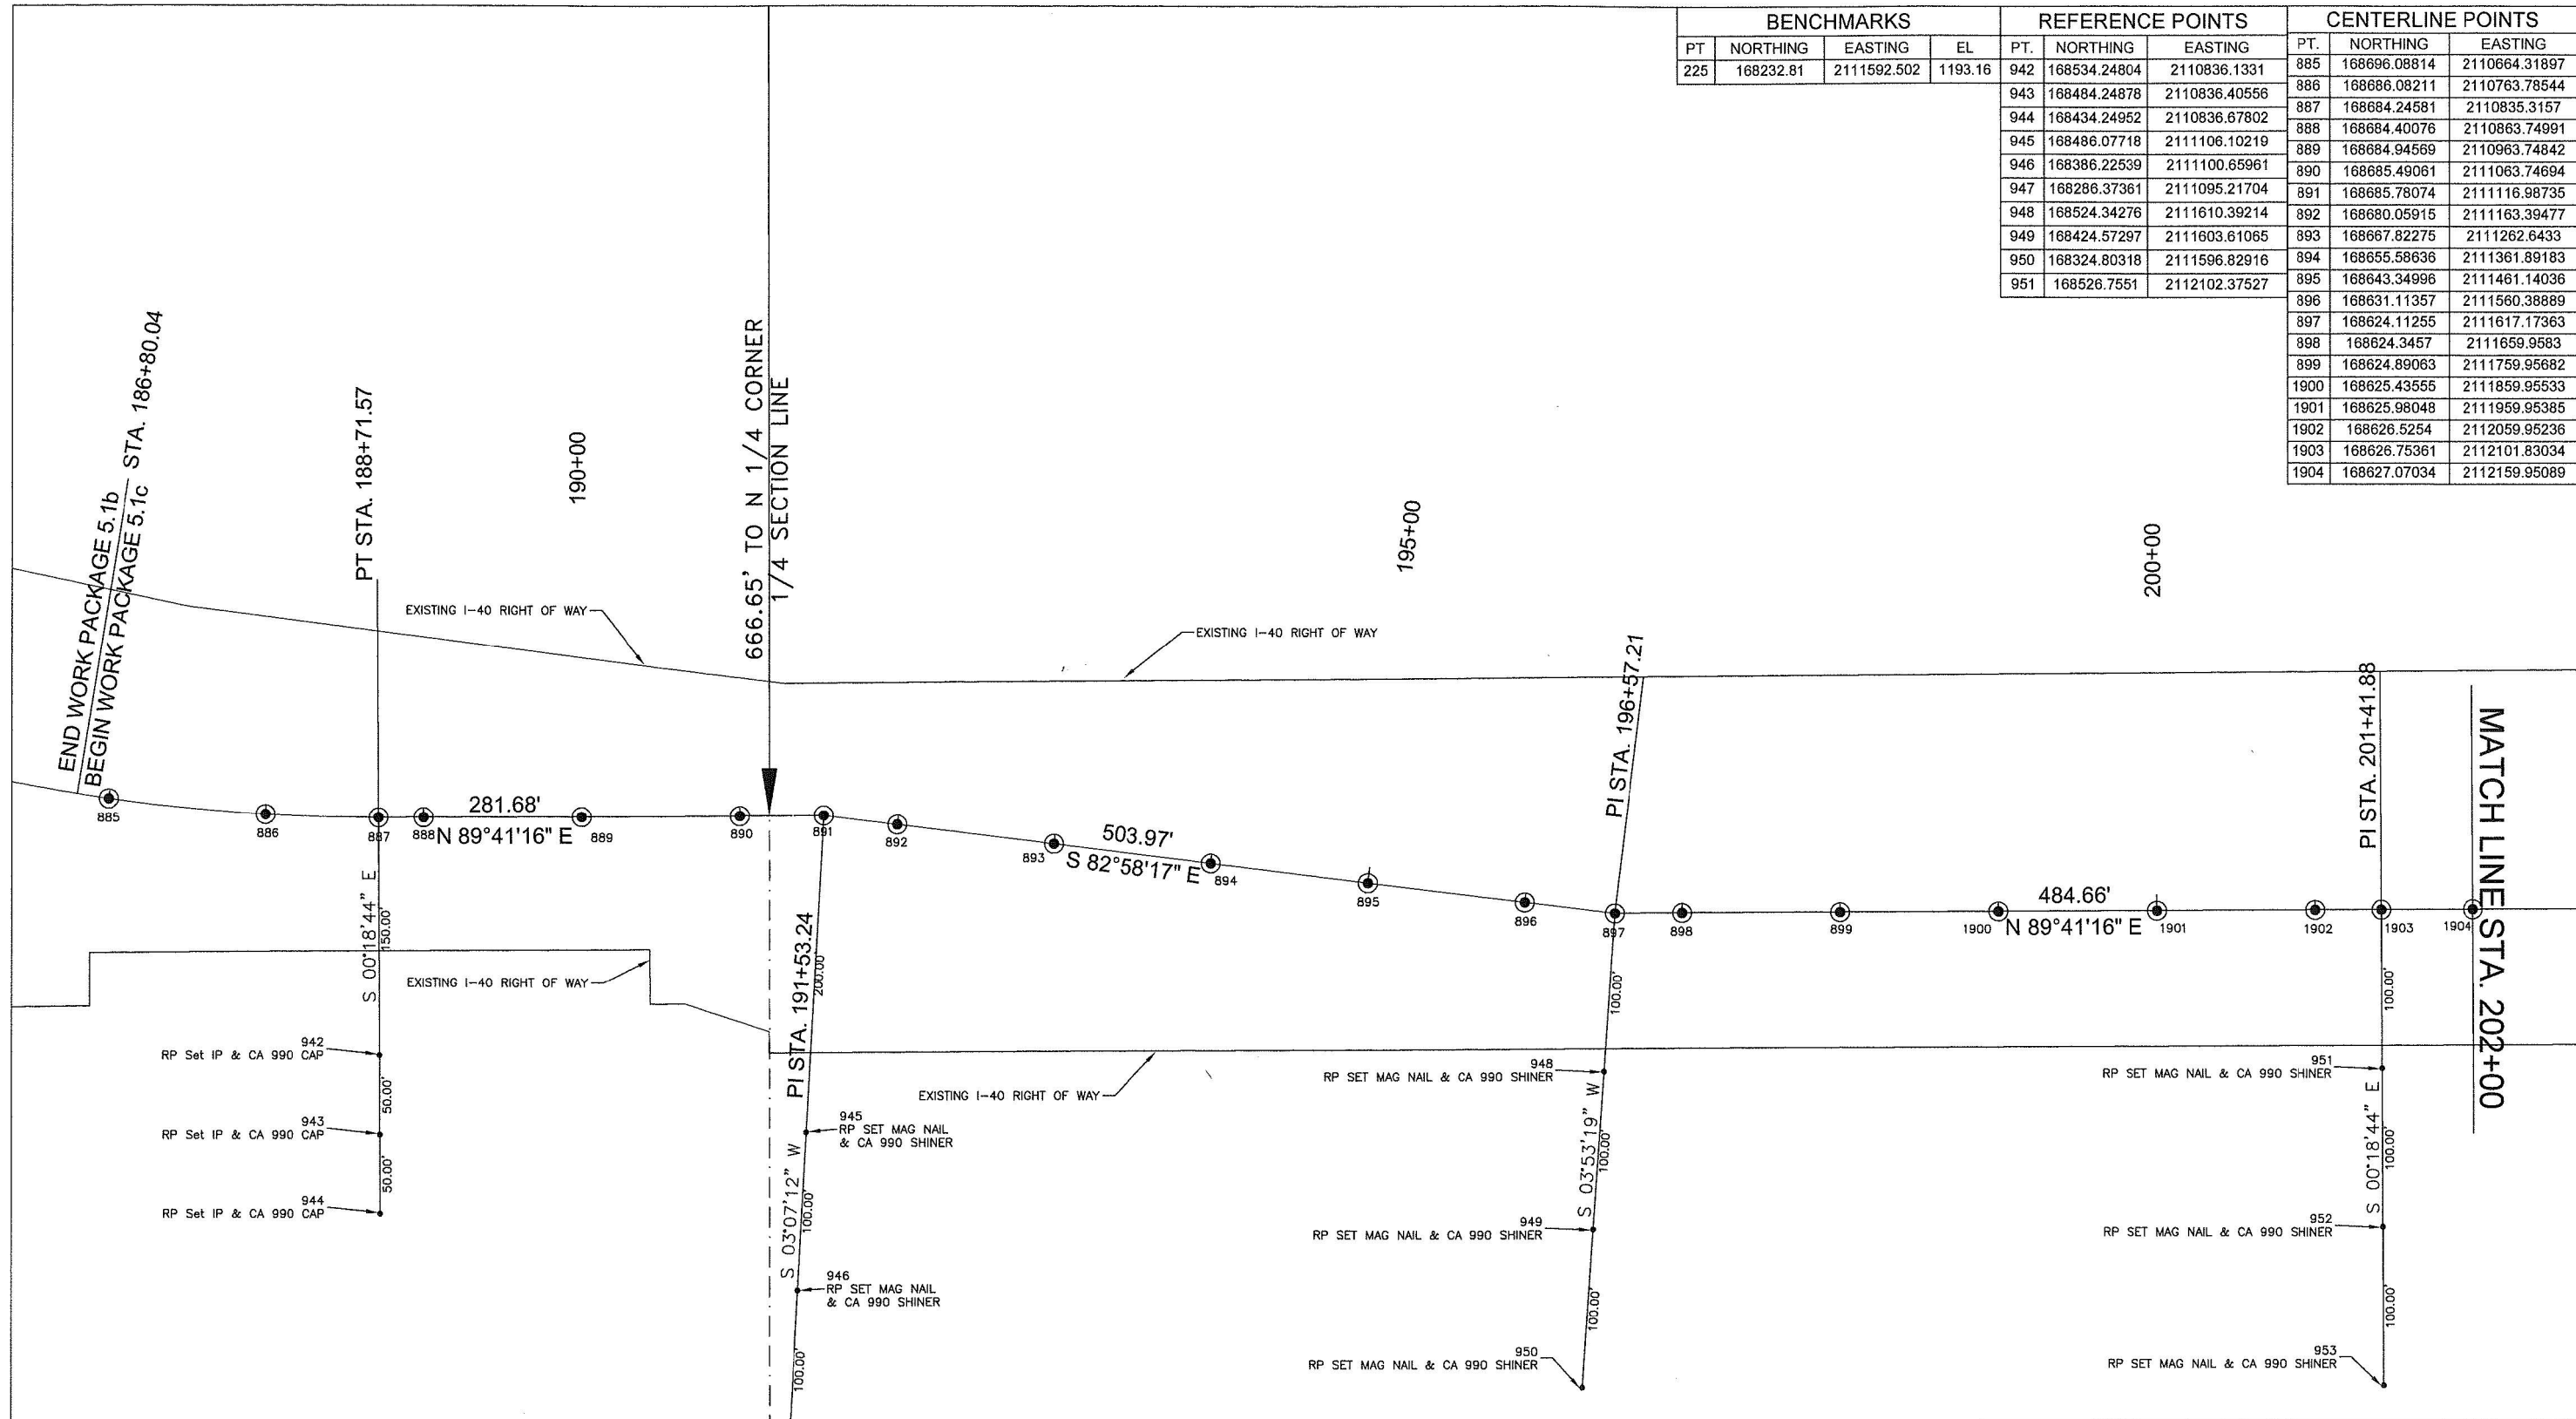 BENCHMARKS
PT NORTHING EASTING EL
225 168232.81 2111592.502 1193.16
REFERENCE POINTS
PT. NORTHING EASTING
942 168534.24804 2110836.1331
943 168484.24878 2110836.40556
944 168434.24952 2110836.67802
945 168486.07718 2111106.10219
946 168386.22539 2111100.65961
947 168286.37361 2111095.21704
948 168524.34276 2111610.39214
949 168424.57297 2111603.61065
950 168324.80318 2111596.82916
951 168526.7551 2112102.37527
CENTERLINE POINTS
PT. NORTHING EASTING
885 168696.08814 2110664.31897
886 168686.08211 2110763.78544
887 168684.24581 2110835.3157
888 168684.40076 2110863.74991
889 168684.94569 2110963.74842
890 168685.49061 2111063.74694
891 168685.78074 2111116.98735
892 168680.05915 2111163.39477
893 168667.82275 2111262.6433
894 168655.58636 2111361.89183
895 168643.34996 2111461.14036
896 168631.11357 2111560.38889
897 168624.11255 2111617.17363
898 168624.3457 2111659.9583
899 168624.89063 2111759.95682
1900 168625.43555 2111859.95533
1901 168625.98048 2111959.95385
1902 168626.5254 2112059.95236
1903 168626.75361 2112101.83034
1904 168627.07034 2112159.95089
END WORK PACKAGE 5.1b
BEGIN WORK PACKAGE 5.1c
STA. 186+80.04
PT STA. 188+71.57
190+00
666.65' TO N 1/4 CORNER
1/4 SECTION LINE
195+00
200+00
EXISTING I-40 RIGHT OF WAY
EXISTING I-40 RIGHT OF WAY
PI STA. 196+57.21
PI STA. 201+41.88
MATCH LINE STA. 202+00
885
886
887
888
281.68'
N 89°41'16" E
889
890
891
892
893
503.97'
S 82°58'17" E
894
895
896
897
898
899
1900
484.66'
N 89°41'16" E
1901
1902
1903
1904
S 00°18'44" E
150.00'
EXISTING I-40 RIGHT OF WAY
PI STA. 191+53.24
200.00'
100.00'
100.00'
942
RP Set IP & CA 990 CAP
50.00'
943
RP Set IP & CA 990 CAP
50.00'
944
RP Set IP & CA 990 CAP
EXISTING I-40 RIGHT OF WAY
945
RP SET MAG NAIL
& CA 990 SHINER
S 03°07'12" W
100.00'
946
RP SET MAG NAIL
& CA 990 SHINER
100.00'
948
RP SET MAG NAIL & CA 990 SHINER
S 03°53'19" W
100.00'
949
RP SET MAG NAIL & CA 990 SHINER
100.00'
950
RP SET MAG NAIL & CA 990 SHINER
951
RP SET MAG NAIL & CA 990 SHINER
S 00°18'44" E
100.00'
952
RP SET MAG NAIL & CA 990 SHINER
100.00'
953
RP SET MAG NAIL & CA 990 SHINER